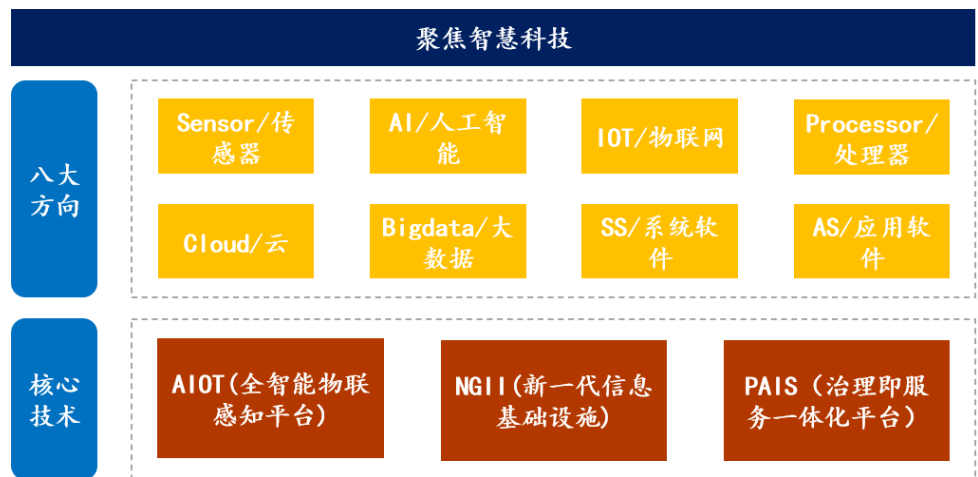 聚焦智慧科技
八大
方向
Sensor/传
感器
AI/人工智
能
IOT/物联网
Processor/
处理器
Cloud/云
Bigdata/大
数据
SS/系统软
件
AS/应用软
件
核心
技术
AIOT(全智能物联
感知平台)
NGII(新一代信息
基础设施)
PAIS（治理即服
务一体化平台）